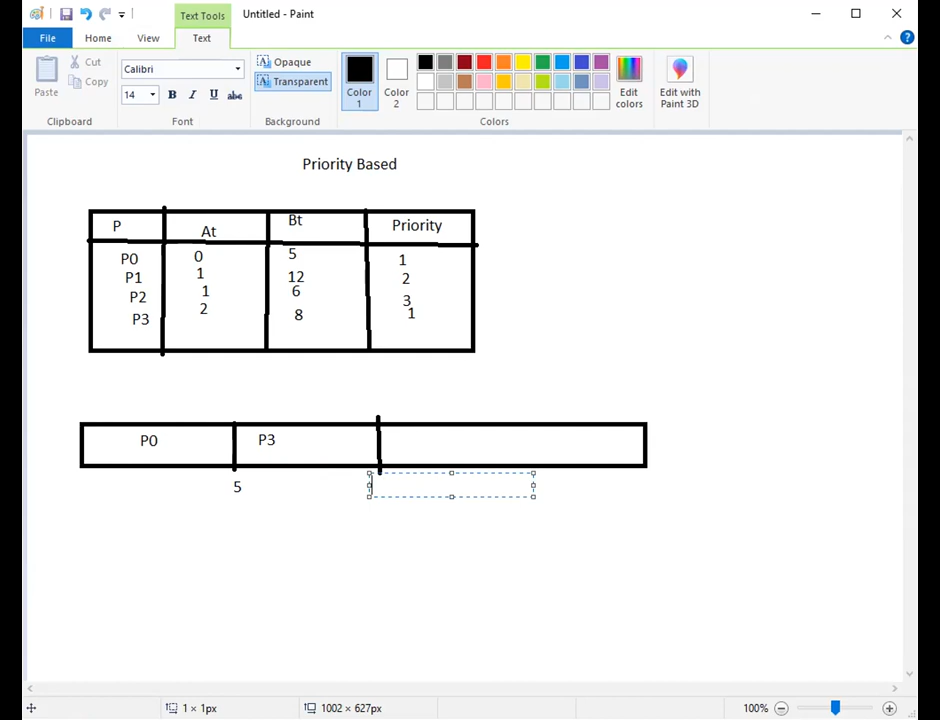 Text Tools
Untitled - Paint
File
Home
View
Text
Paste
Cut
Copy
Clipboard
Calibri
14
B I U abc
Font
Opaque
Transparent
Background
Color 1
Color 2
Edit colors
Edit with Paint 3D
Colors
Priority Based
P At Bt Priority
P0 0 5 1
P1 1 12 2
P2 1 6 3
P3 2 8 1
P0 P3
5
1 × 1px
1002 × 627px
100%